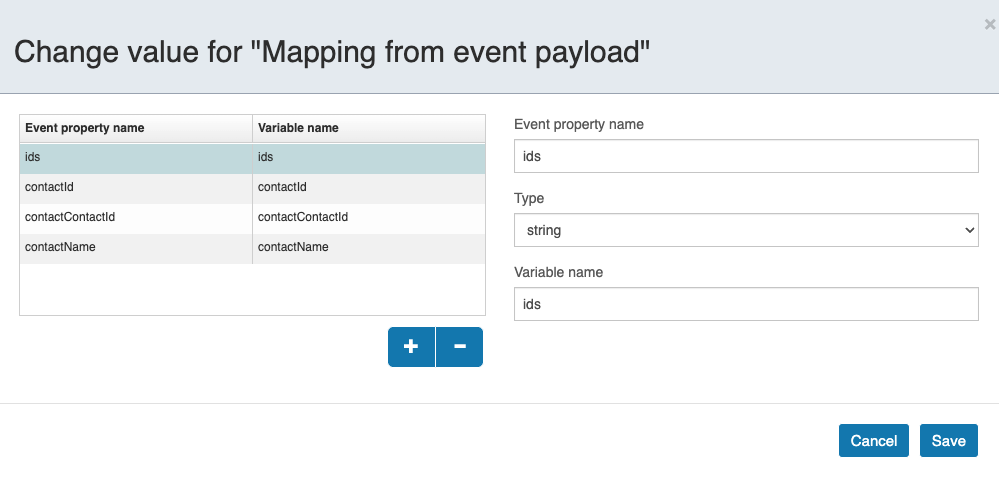 ×
Change value for "Mapping from event payload"
Event property name Variable name
ids ids
contactId contactId
contactContactId contactContactId
contactName contactName
+ −
Event property name
ids
Type
string
Variable name
ids
Cancel Save